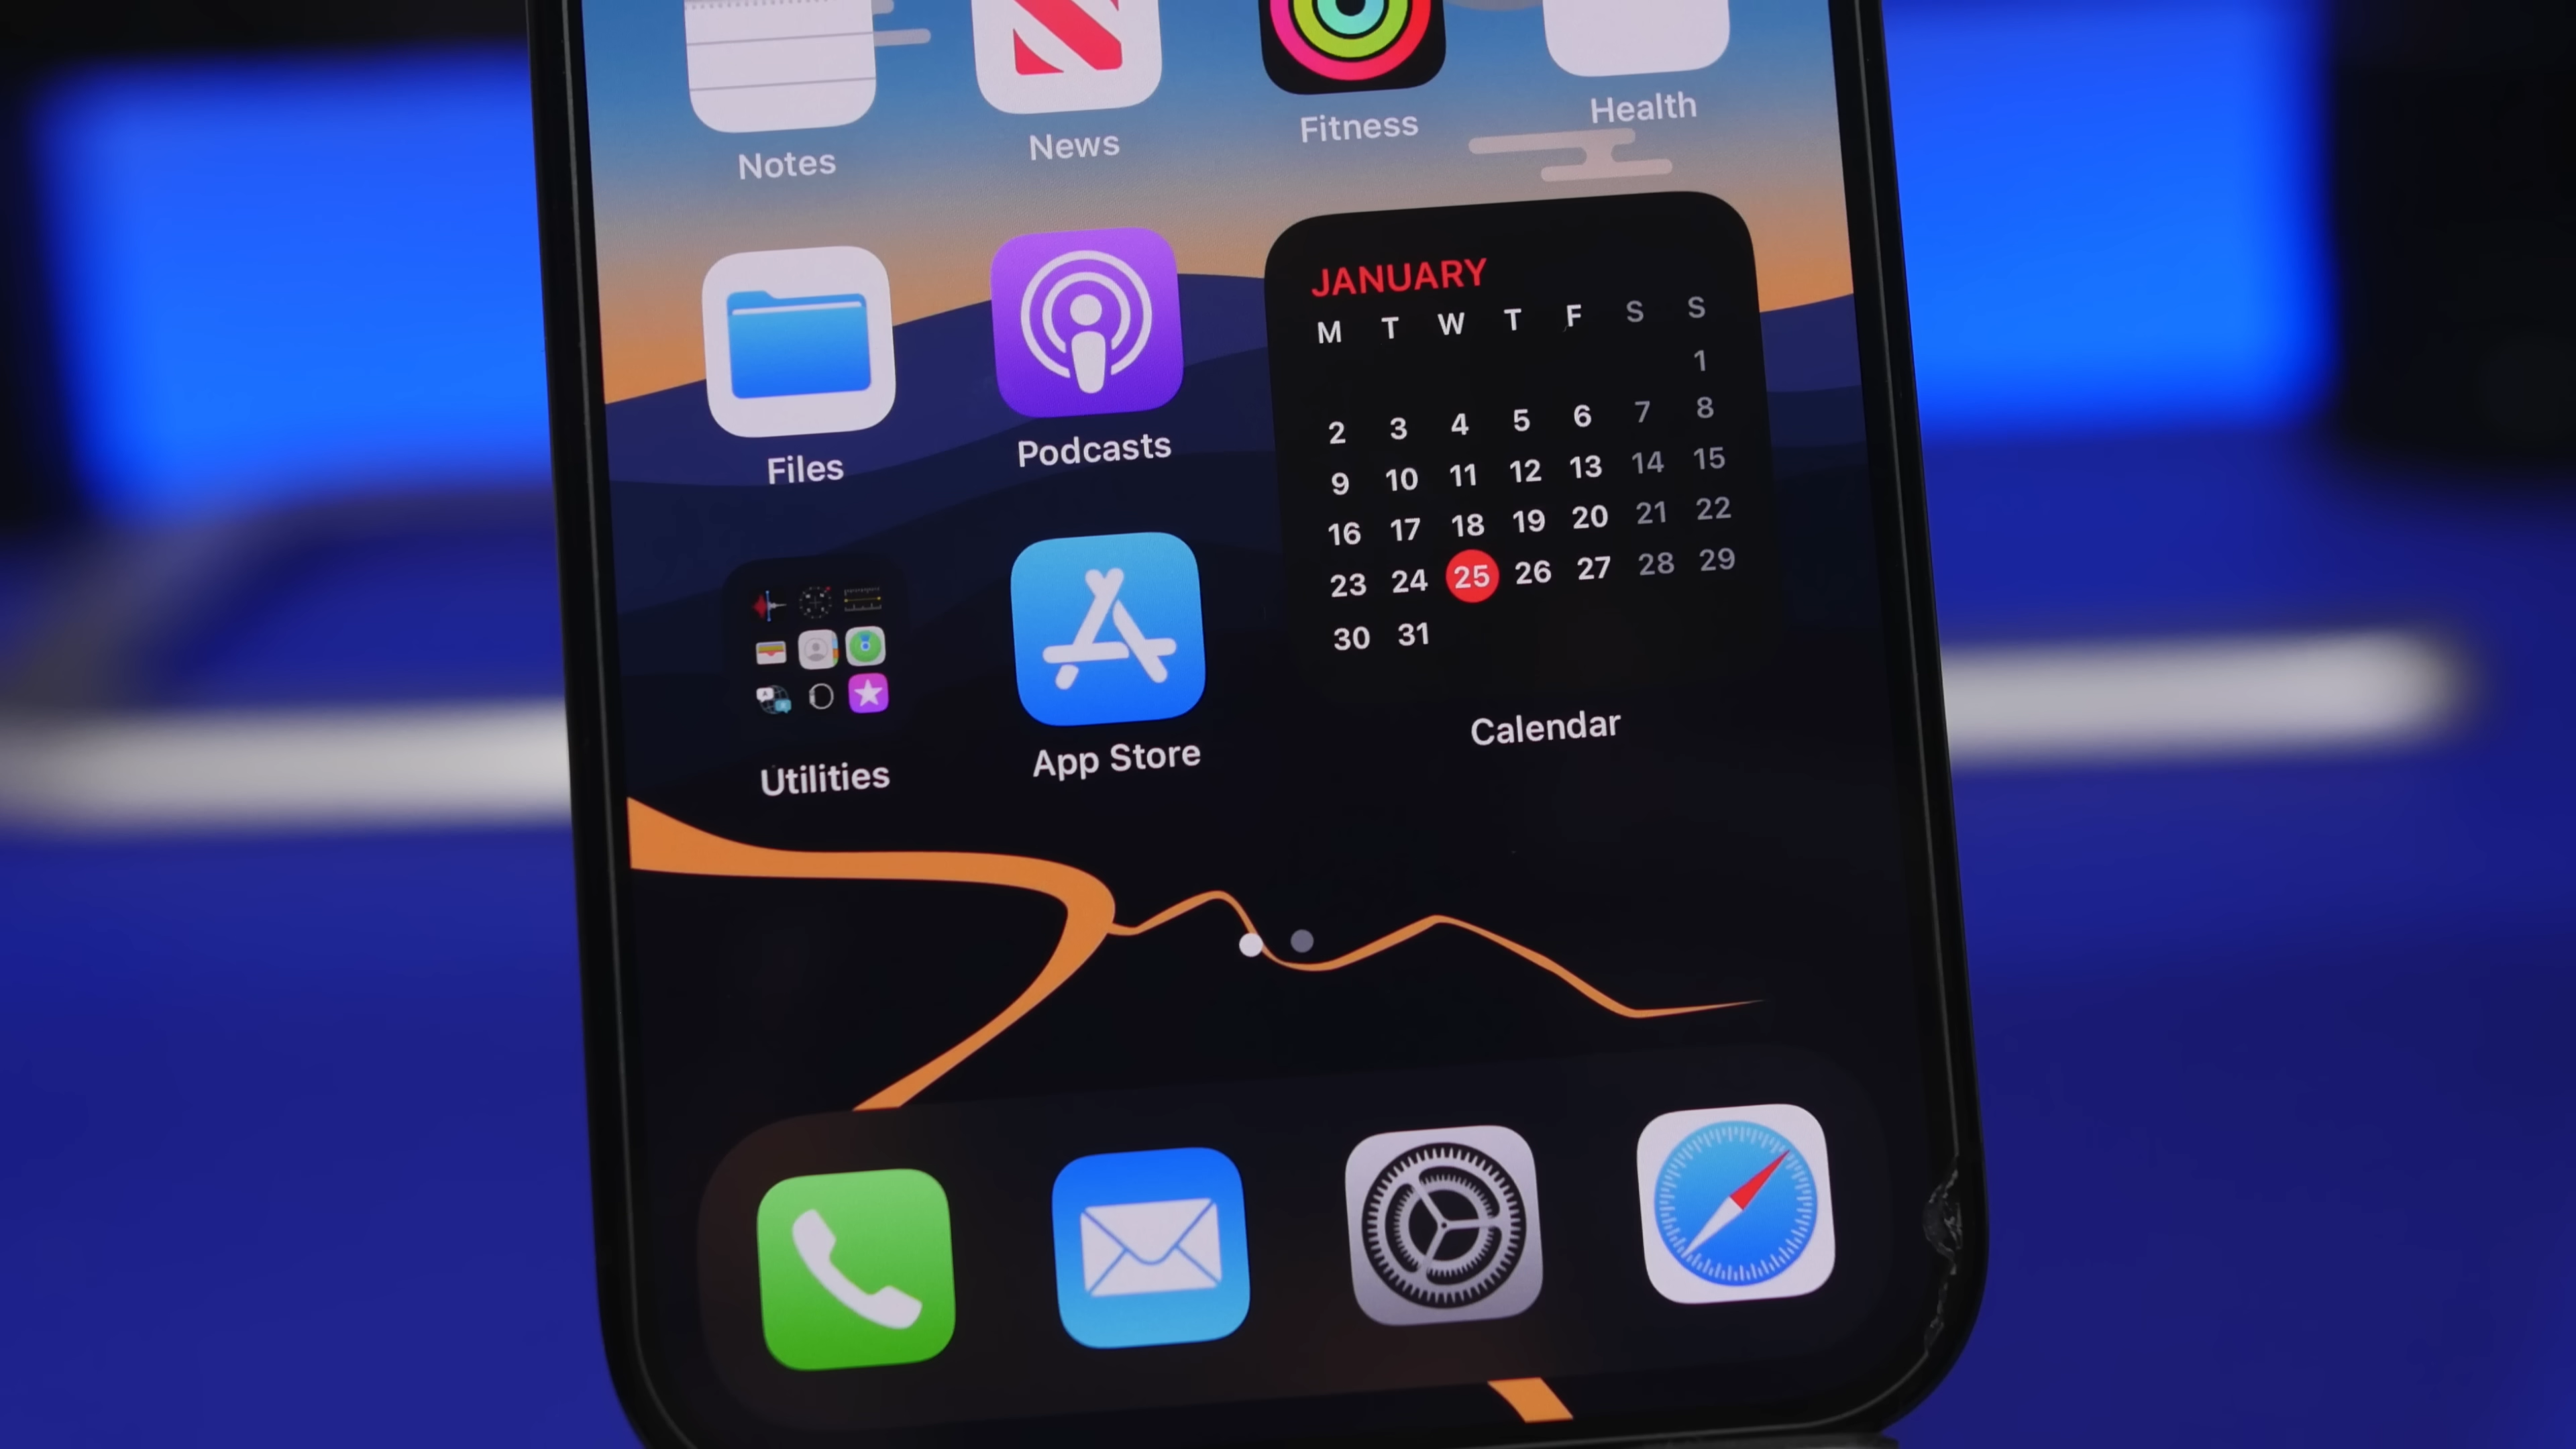 Notes
News
Fitness
Health
JANUARY
M T W T F S S
1
2 3 4 5 6 7 8
9 10 11 12 13 14 15
16 17 18 19 20 21 22
23 24 25 26 27 28 29
30 31
Files
Podcasts
Utilities
App Store
Calendar